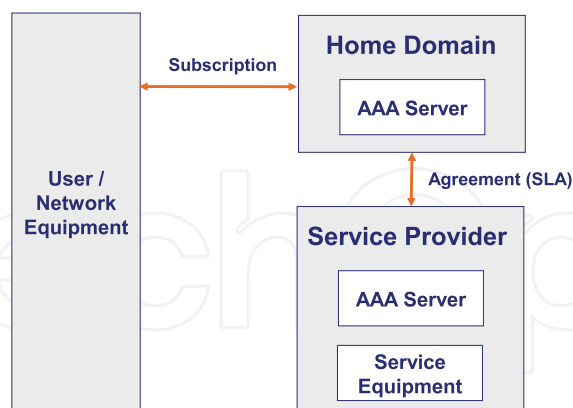 Home Domain
Subscription
AAA Server
User /
Network
Equipment
Agreement (SLA)
Service Provider
AAA Server
Service
Equipment